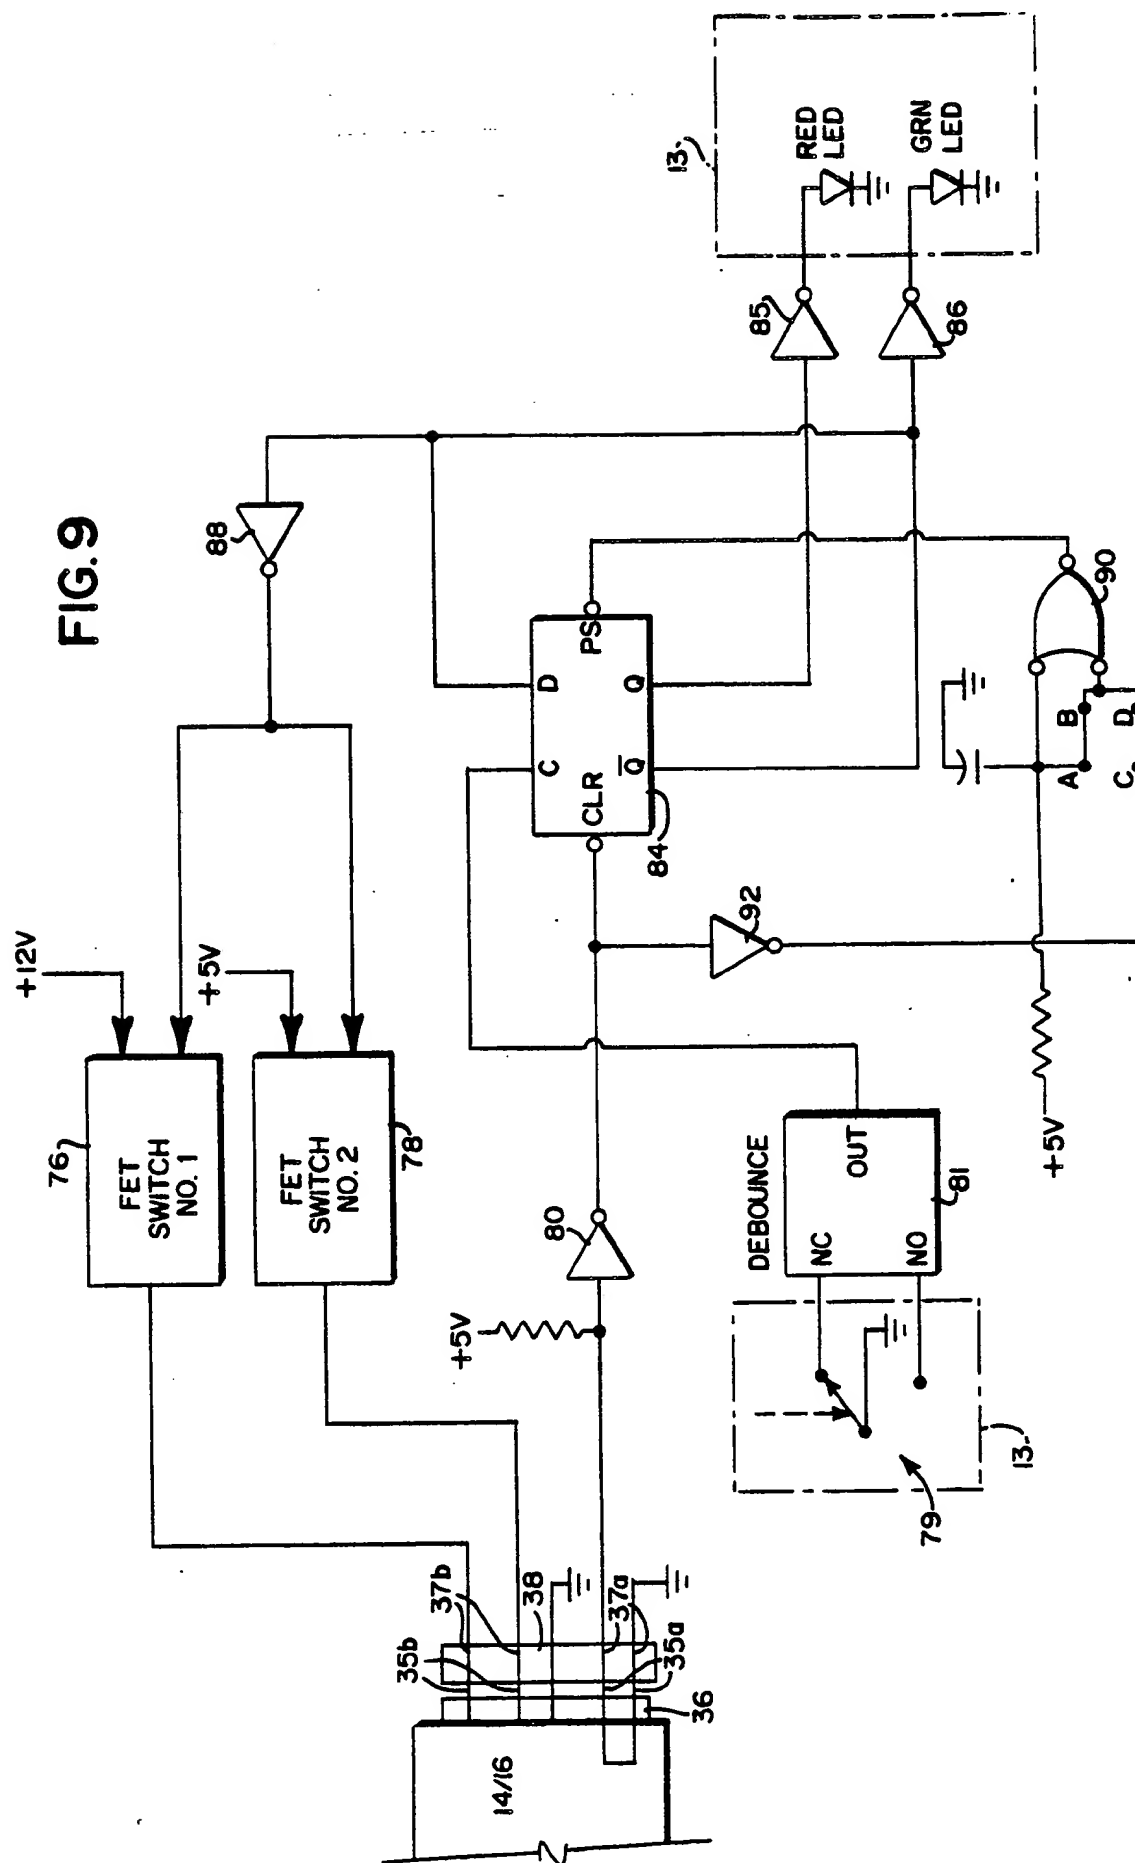 FIG. 9
+12V
76
FET
SWITCH
NO. 1
+5V
FET
SWITCH
NO. 2
78
88
37b
35b
38
37a
35a
36
14/16
+5V
80
C
D
CLR
PS
Q
Q
84
92
85
86
13
RED
LED
GRN
LED
DEBOUNCE
NC
OUT
NO
81
79
13
+5V
A
B
C
D
90